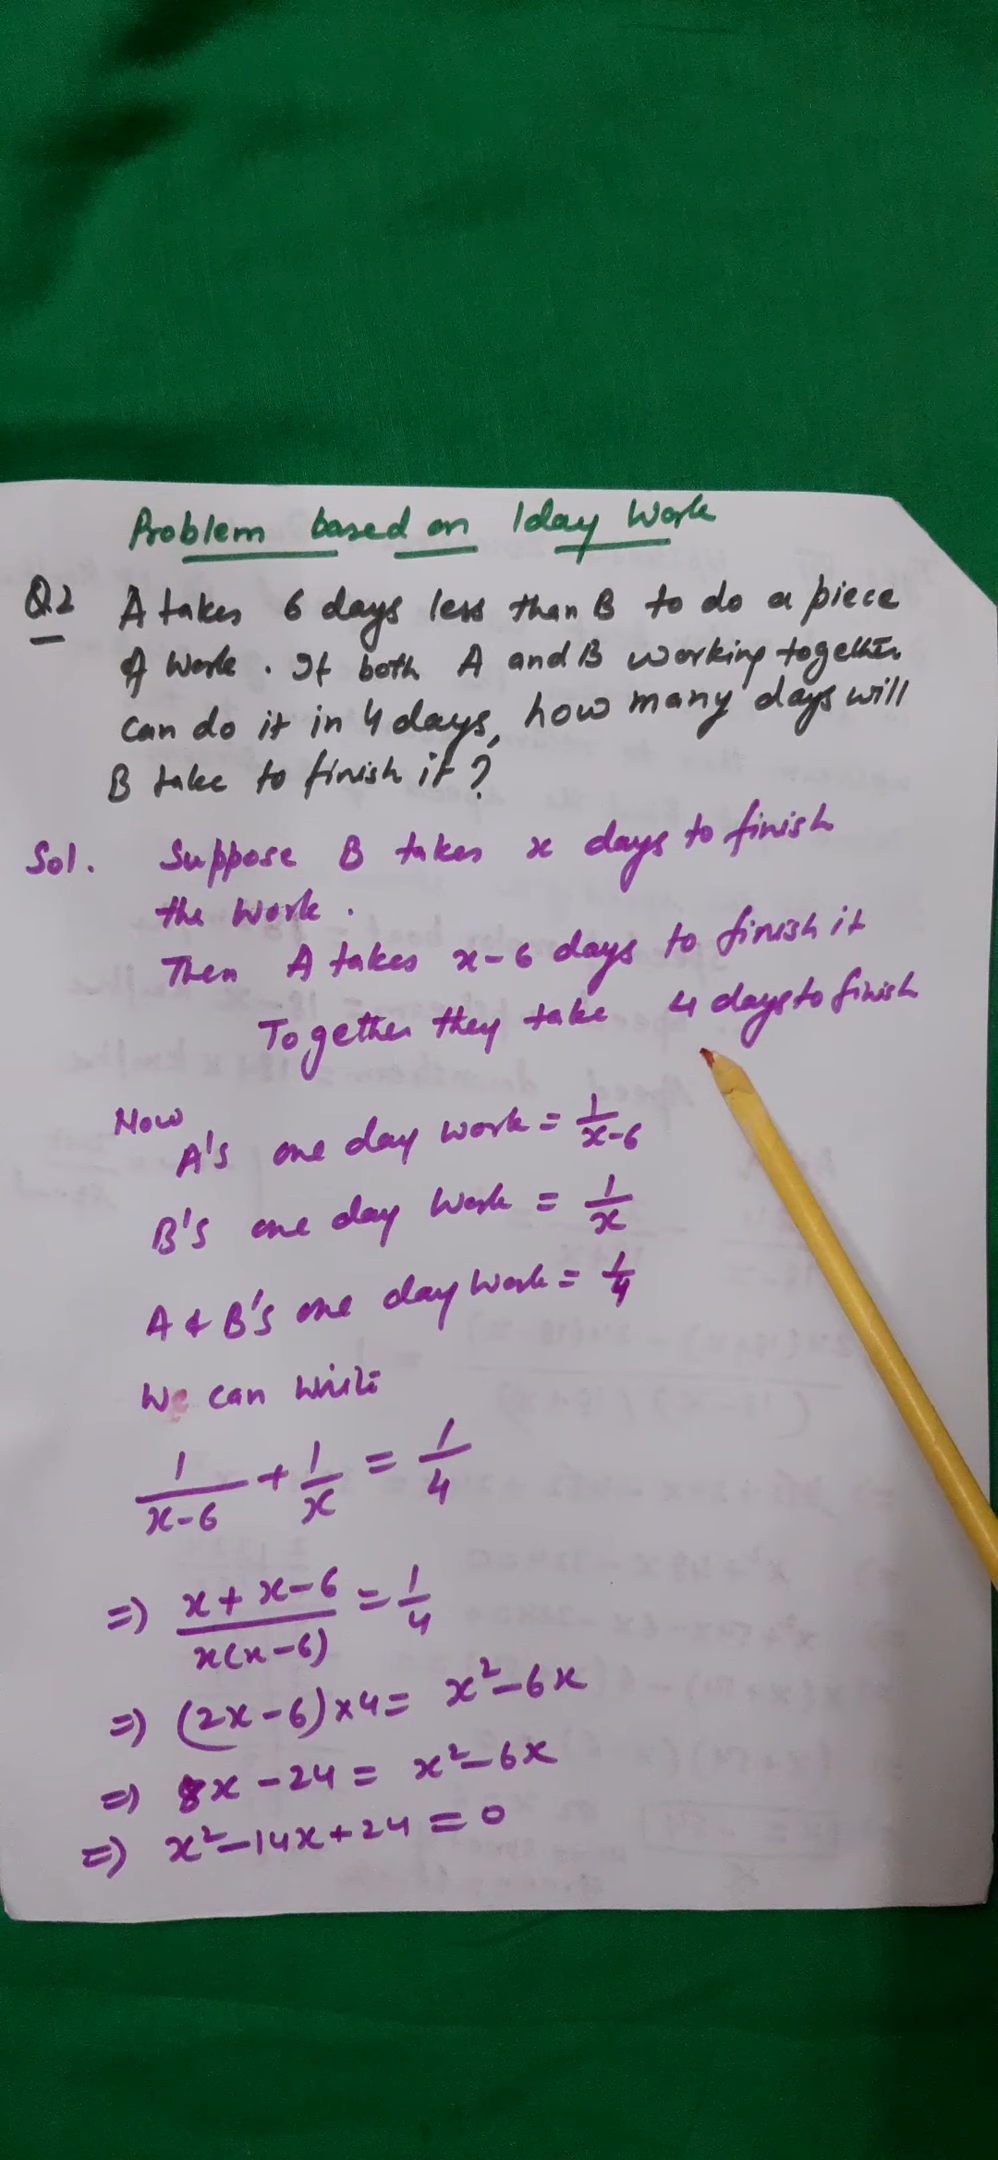 Problem based on 1day Work
Q2 A takes 6 days less than B to do a piece
of work. If both A and B working together
can do it in 4 days, how many days will
B take to finish it?
Sol. Suppose B takes x days to finish
the work.
Then A takes x-6 days to finish it
Together they take 4 days to finish
Now
A's one day work = 1/x-6
B's one day work = 1/x
A & B's one day work = 1/4
We can write
1/x-6 + 1/x = 1/4
=> x+x-6/x(x-6) = 1/4
=> (2x-6)×4 = x²-6x
=> 8x-24 = x²-6x
=> x²-14x+24 = 0